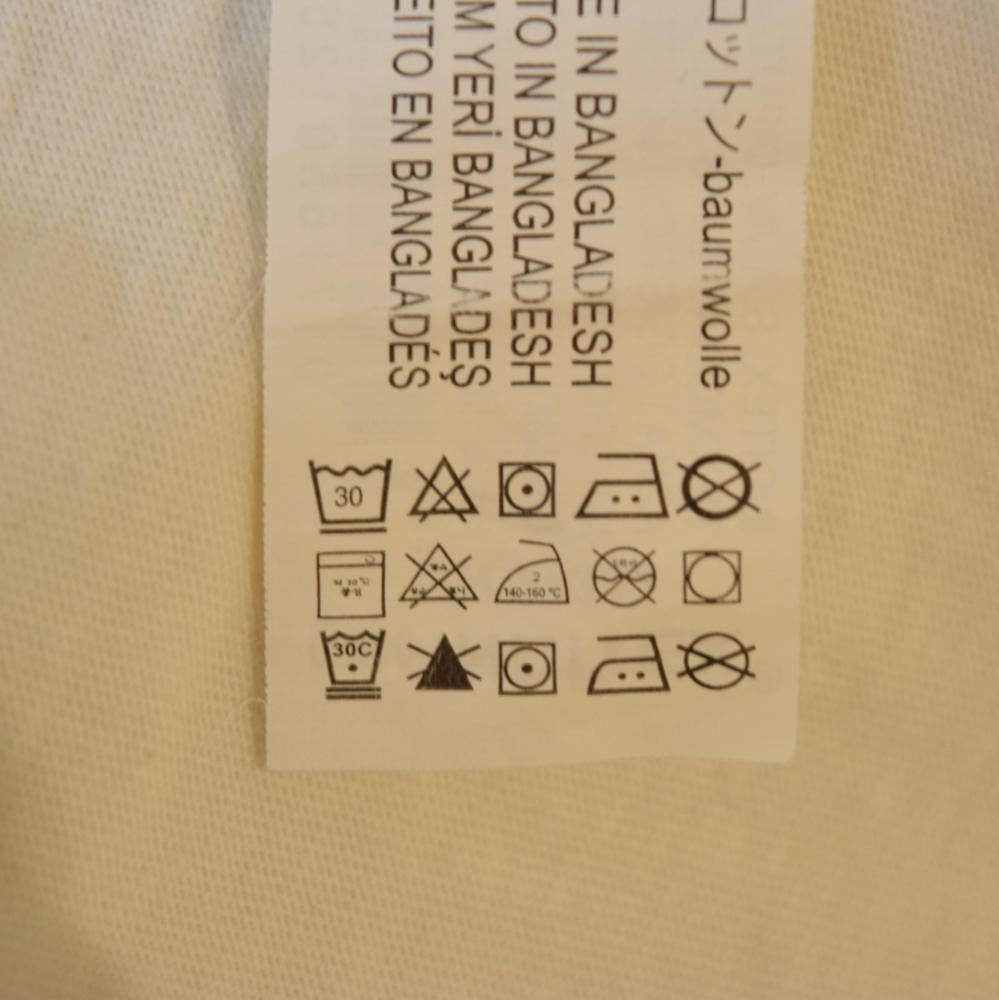 コットン-baumwolle
E IN BANGLADESH
TO IN BANGLADESH
M YERİ BANGLADEŞ
EITO EN BANGLADÉS
30
2
140-160 °C
30C